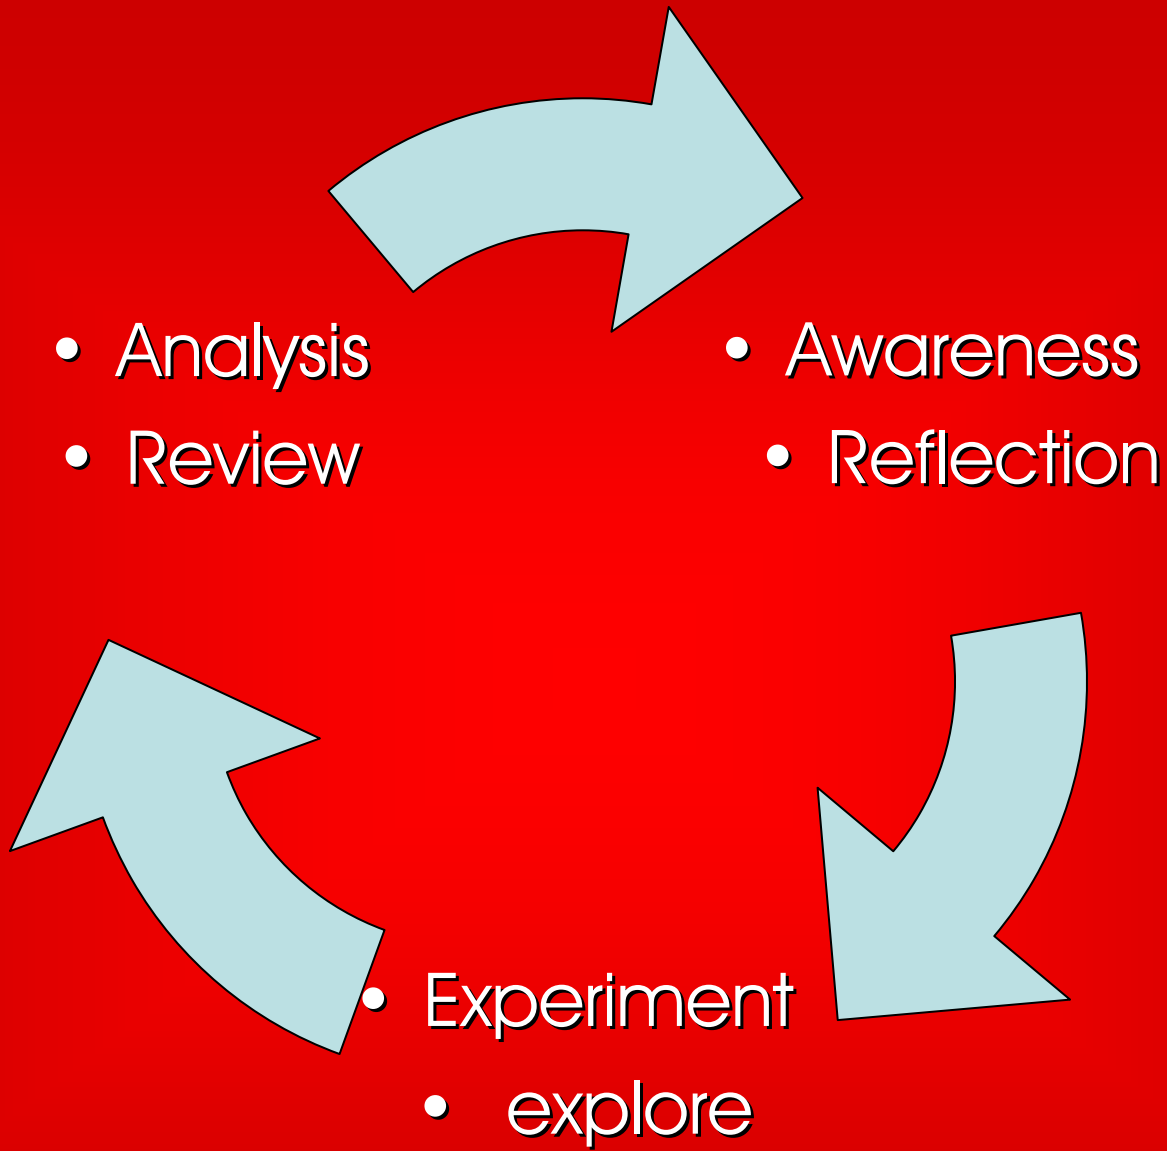 • Analysis
• Review
• Awareness
• Reflection
• Experiment
• explore